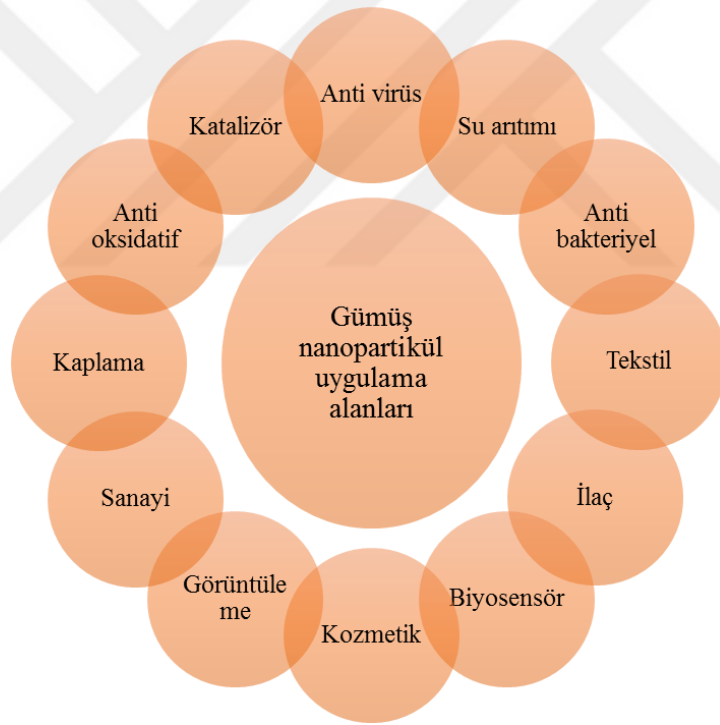 Anti virüs
Su arıtımı
Anti
bakteriyel
Tekstil
İlaç
Biyosensör
Kozmetik
Görüntüle
me
Sanayi
Kaplama
Anti
oksidatif
Katalizör
Gümüş
nanopartikül
uygulama
alanları